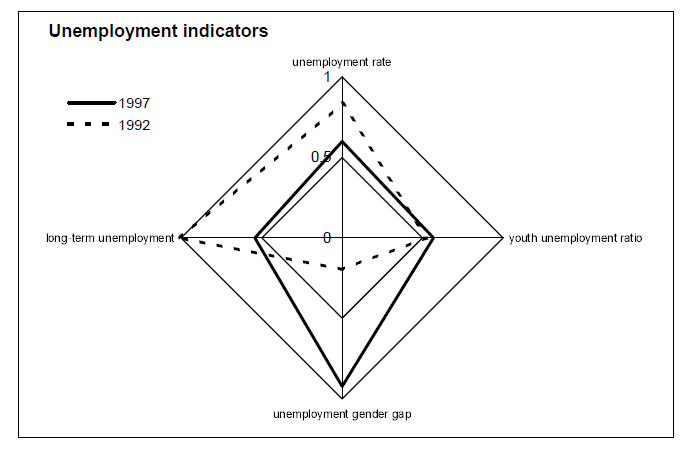 Unemployment indicators
unemployment rate
1
1997
1992
0,5
long-term unemployment
0
youth unemployment ratio
unemployment gender gap